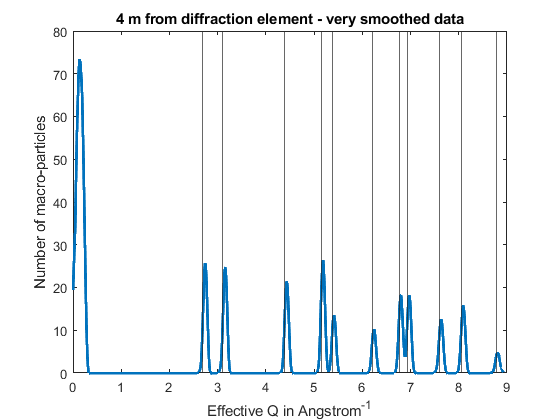 4 m from diffraction element - very smoothed data
80
70
60
50
40
30
20
10
0
Number of macro-particles
0 1 2 3 4 5 6 7 8 9
Effective Q in Angstrom⁻¹